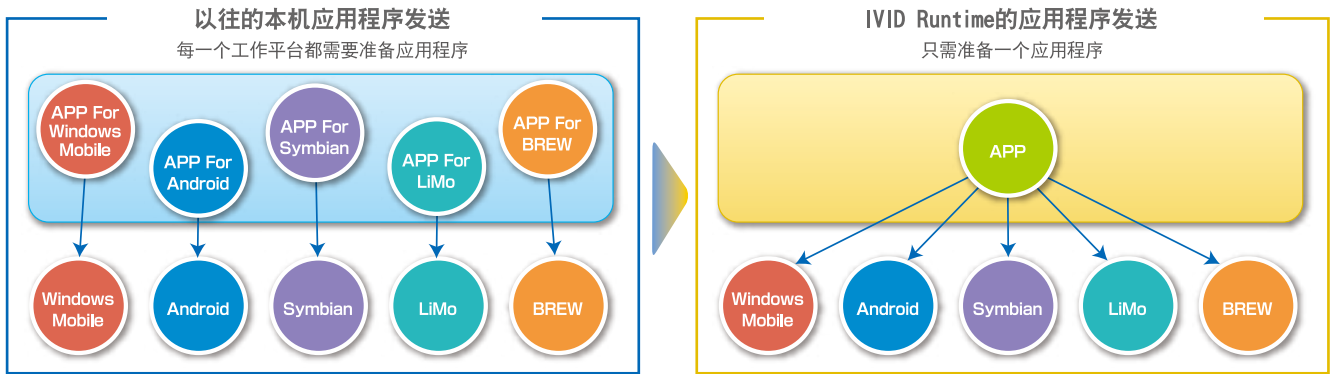 以往的本机应用程序发送
每一个工作平台都需要准备应用程序
APP For
Windows
Mobile
APP For
Android
APP For
Symbian
APP For
LiMo
APP For
BREW
Windows
Mobile
Android
Symbian
LiMo
BREW
IVID Runtime的应用程序发送
只需准备一个应用程序
APP
Windows
Mobile
Android
Symbian
LiMo
BREW